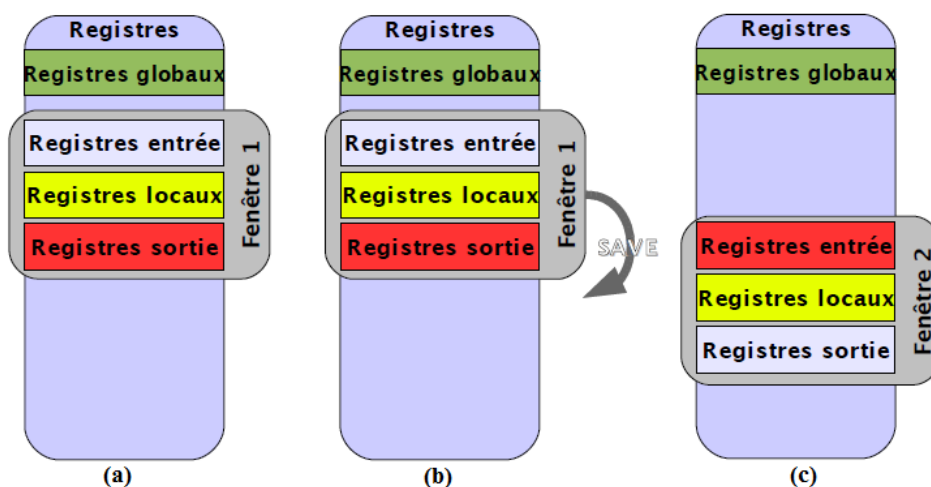 Registres
Registres globaux
Registres entrée
Registres locaux
Registres sortie
Fenêtre 1
(a)
Registres
Registres globaux
Registres entrée
Registres locaux
Registres sortie
Fenêtre 1
SAVE
(b)
Registres
Registres globaux
Registres entrée
Registres locaux
Registres sortie
Fenêtre 2
(c)